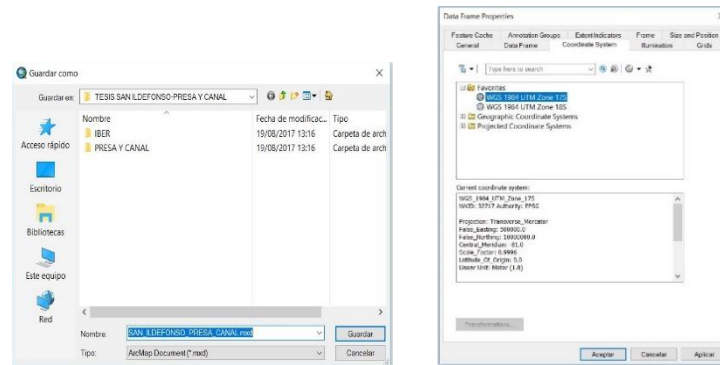 Guardar como
Guardar en: TESIS SAN ILDEFONSO-PRESA Y CANAL
Nombre Fecha de modificac... Tipo
IBER 19/08/2017 13:16 Carpeta de arch
PRESA Y CANAL 19/08/2017 13:16 Carpeta de arch
Acceso rápido
Escritorio
Bibliotecas
Este equipo
Red
Nombre: SAN_ILDEFONSO_PRESA_CANAL.mxd Guardar
Tipo: ArcMap Document (*.mxd) Cancelar
Data Frame Properties
Feature Cache Annotation Groups Extent Indicators Frame Size and Position
General Data Frame Coordinate System Illumination Grids
Type here to search
Favorites
WGS 1984 UTM Zone 17S
WGS 1984 UTM Zone 18S
Geographic Coordinate Systems
Projected Coordinate Systems
Current coordinate system:
WGS_1984_UTM_Zone_17S
WKID: 32717 Authority: EPSG
Projection: Transverse_Mercator
False_Easting: 500000.0
False_Northing: 10000000.0
Central_Meridian: -81.0
Scale_Factor: 0.9996
Latitude_Of_Origin: 0.0
Linear Unit: Meter (1.0)
Transformations...
Aceptar Cancelar Aplicar